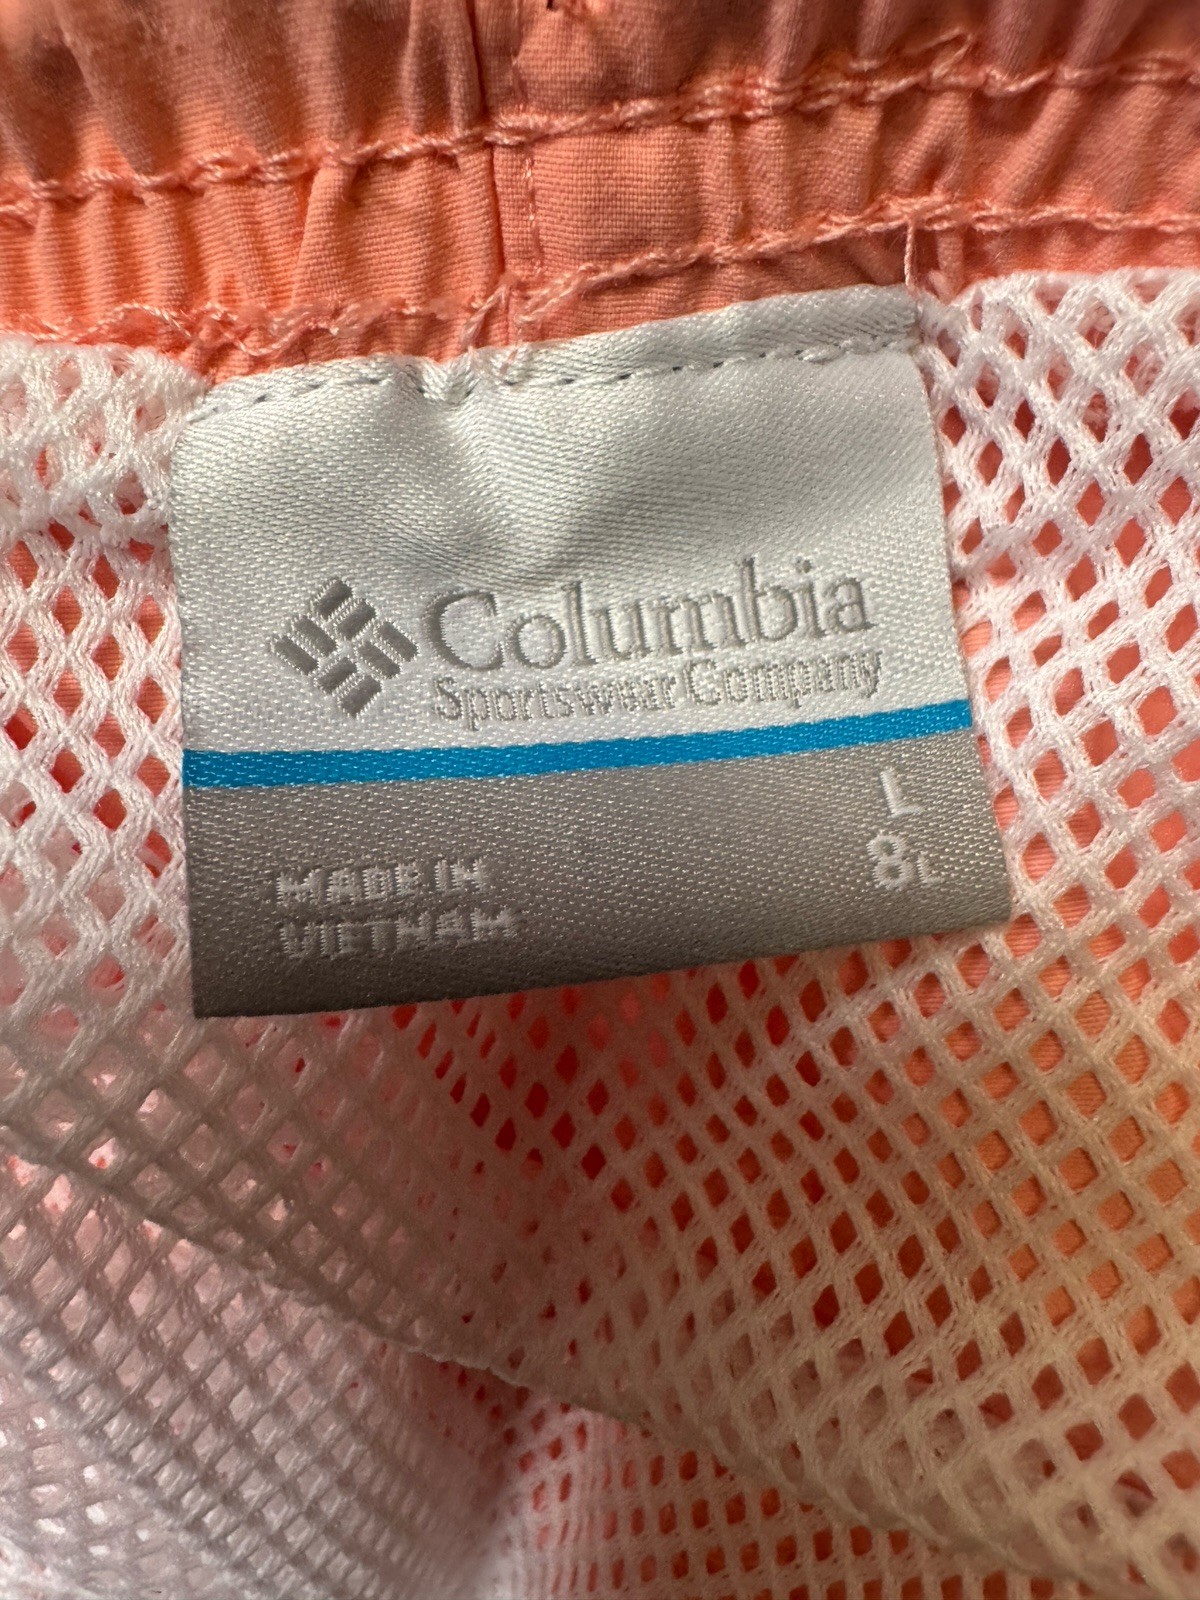 Columbia
Sportswear Company
L
8L
MADE IN
VIETNAM